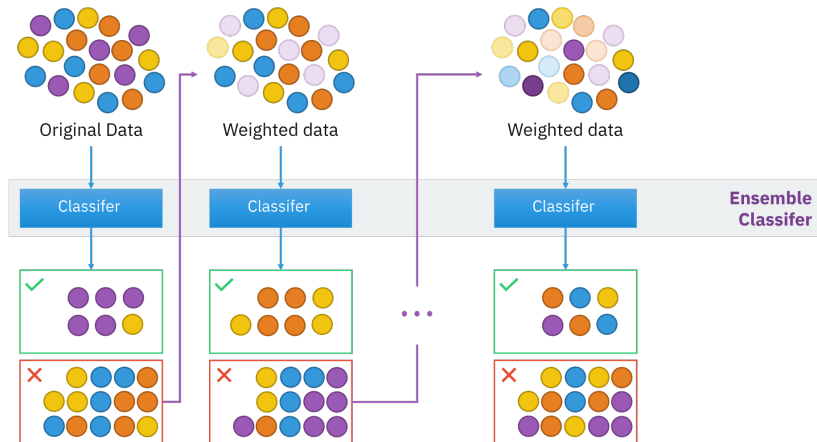 Original Data
Weighted data
Weighted data
Classifer
Classifer
Classifer
Ensemble
Classifer